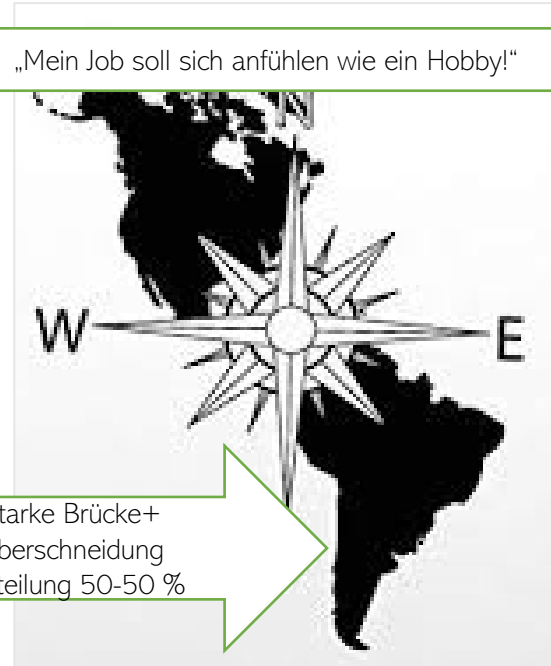 „Mein Job soll sich anfühlen wie ein Hobby!“
N
W
E
tarke Brücke+
berschneidung
teilung 50-50 %